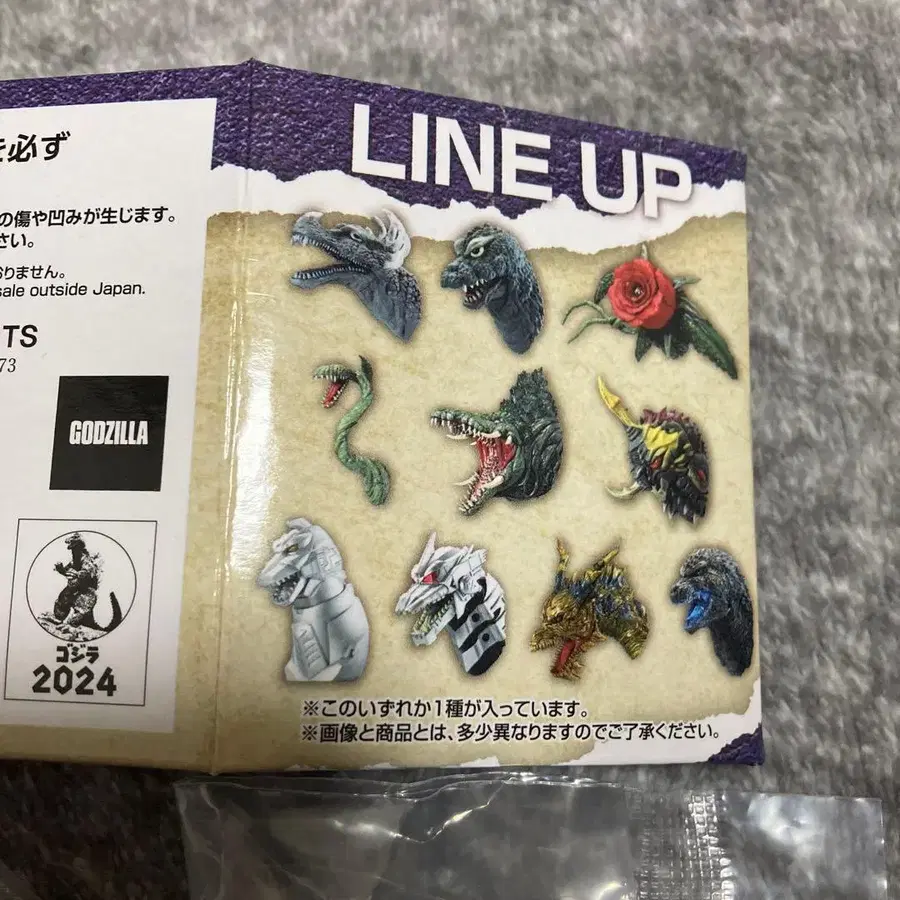 を必ず
の傷や凹みが生じます。
さい。
おりません。
sale outside Japan.
TS
73
GODZILLA
ゴジラ
2024
LINE UP
※このいずれか1種が入っています。
※画像と商品とは、多少異なりますのでご了承ください。